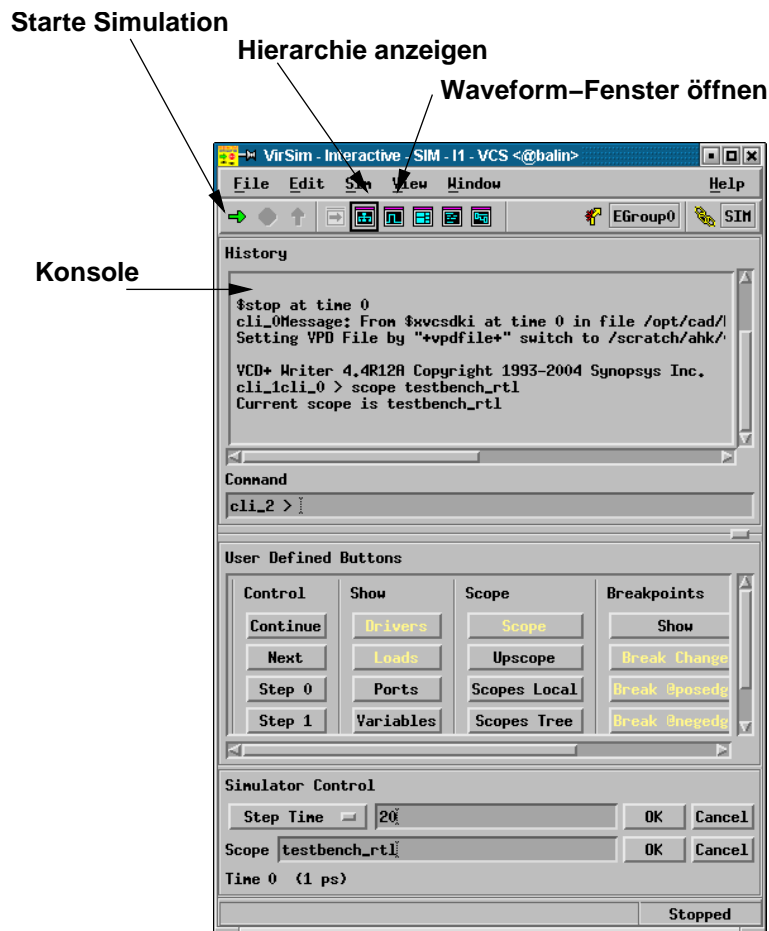 Starte Simulation
Hierarchie anzeigen
Waveform–Fenster öffnen
Konsole
VirSim - Interactive - SIM - I1 - VCS <@balin>
File Edit Sim View Window Help
EGroup0 SIM
History
$stop at time 0
cli_0Message: From $xvcsdki at time 0 in file /opt/cad/
Setting VPD File by "+vpdfile+" switch to /scratch/ahk/
VCD+ Writer 4.4R12A Copyright 1993-2004 Synopsys Inc.
cli_1cli_0 > scope testbench_rtl
Current scope is testbench_rtl
Command
cli_2 >
User Defined Buttons
Control Show Scope Breakpoints
Continue Drivers Scope Show
Next Loads Upscope Break Change
Step 0 Ports Scopes Local Break @posedg
Step 1 Variables Scopes Tree Break @negedg
Simulator Control
Step Time 20 OK Cancel
Scope testbench_rtl OK Cancel
Time 0 (1 ps)
Stopped